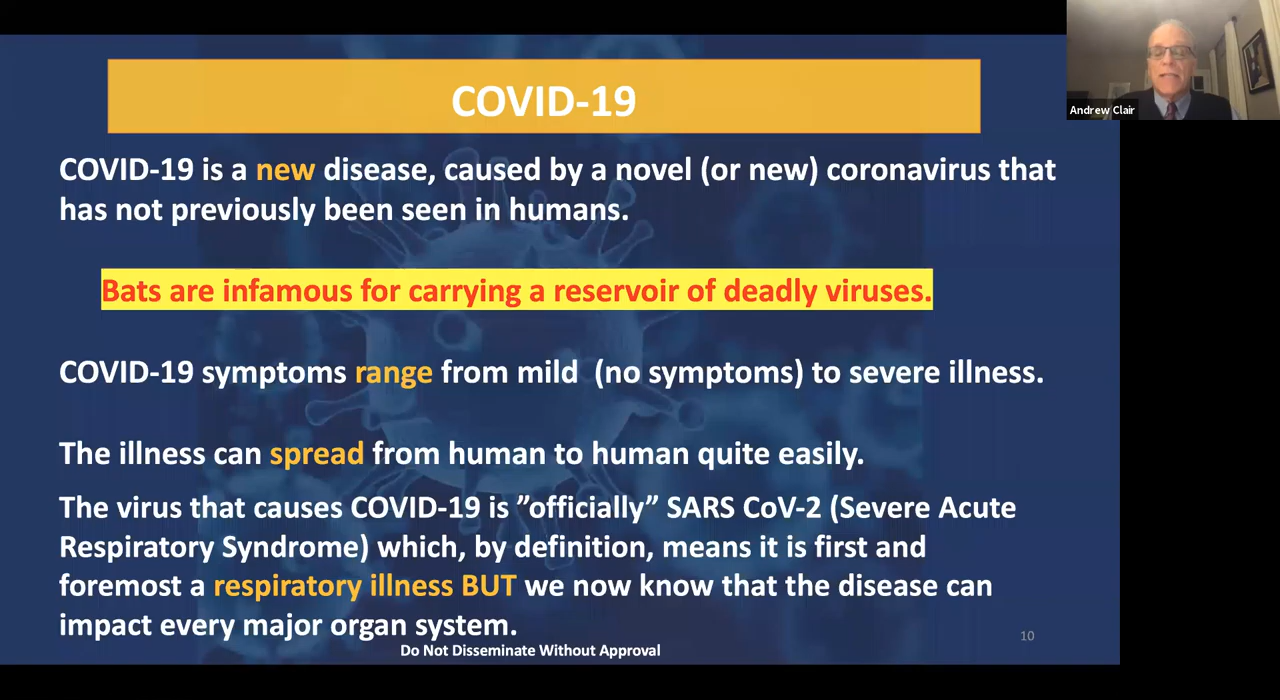 COVID-19
Andrew Clair
COVID-19 is a new disease, caused by a novel (or new) coronavirus that
has not previously been seen in humans.
Bats are infamous for carrying a reservoir of deadly viruses.
COVID-19 symptoms range from mild (no symptoms) to severe illness.
The illness can spread from human to human quite easily.
The virus that causes COVID-19 is ”officially” SARS CoV-2 (Severe Acute
Respiratory Syndrome) which, by definition, means it is first and
foremost a respiratory illness BUT we now know that the disease can
impact every major organ system.
10
Do Not Disseminate Without Approval